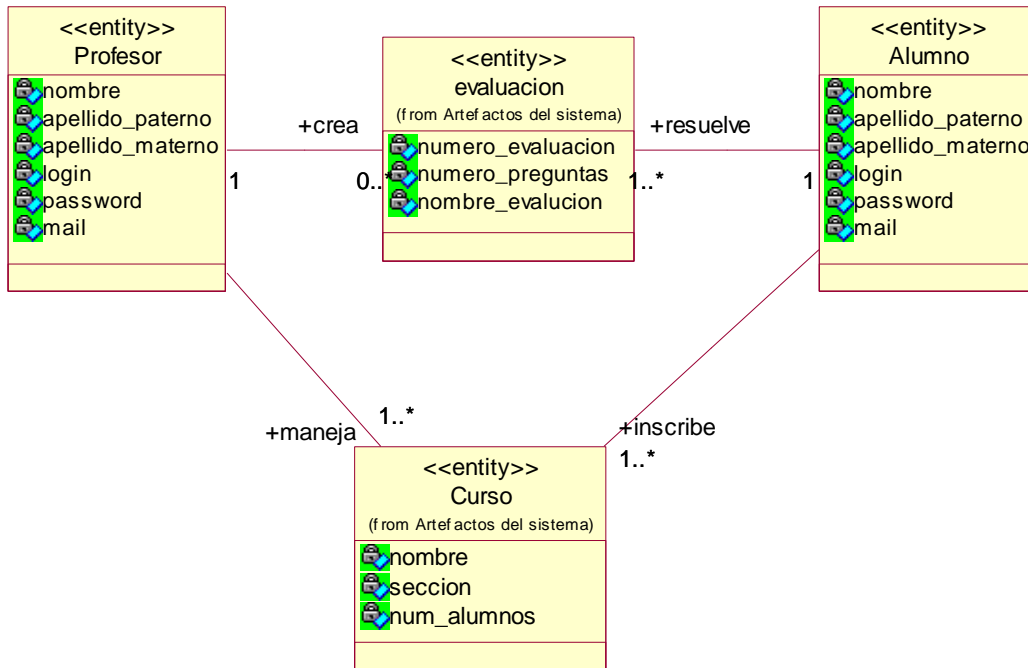 <<entity>>
Profesor
nombre
apellido_paterno
apellido_materno
login
password
mail
+crea
1
0..*
<<entity>>
evaluacion
(from Artefactos del sistema)
numero_evaluacion
numero_preguntas
nombre_evalucion
+resuelve
1..*
1
<<entity>>
Alumno
nombre
apellido_paterno
apellido_materno
login
password
mail
+maneja
1..*
+inscribe
1..*
<<entity>>
Curso
(from Artefactos del sistema)
nombre
seccion
num_alumnos